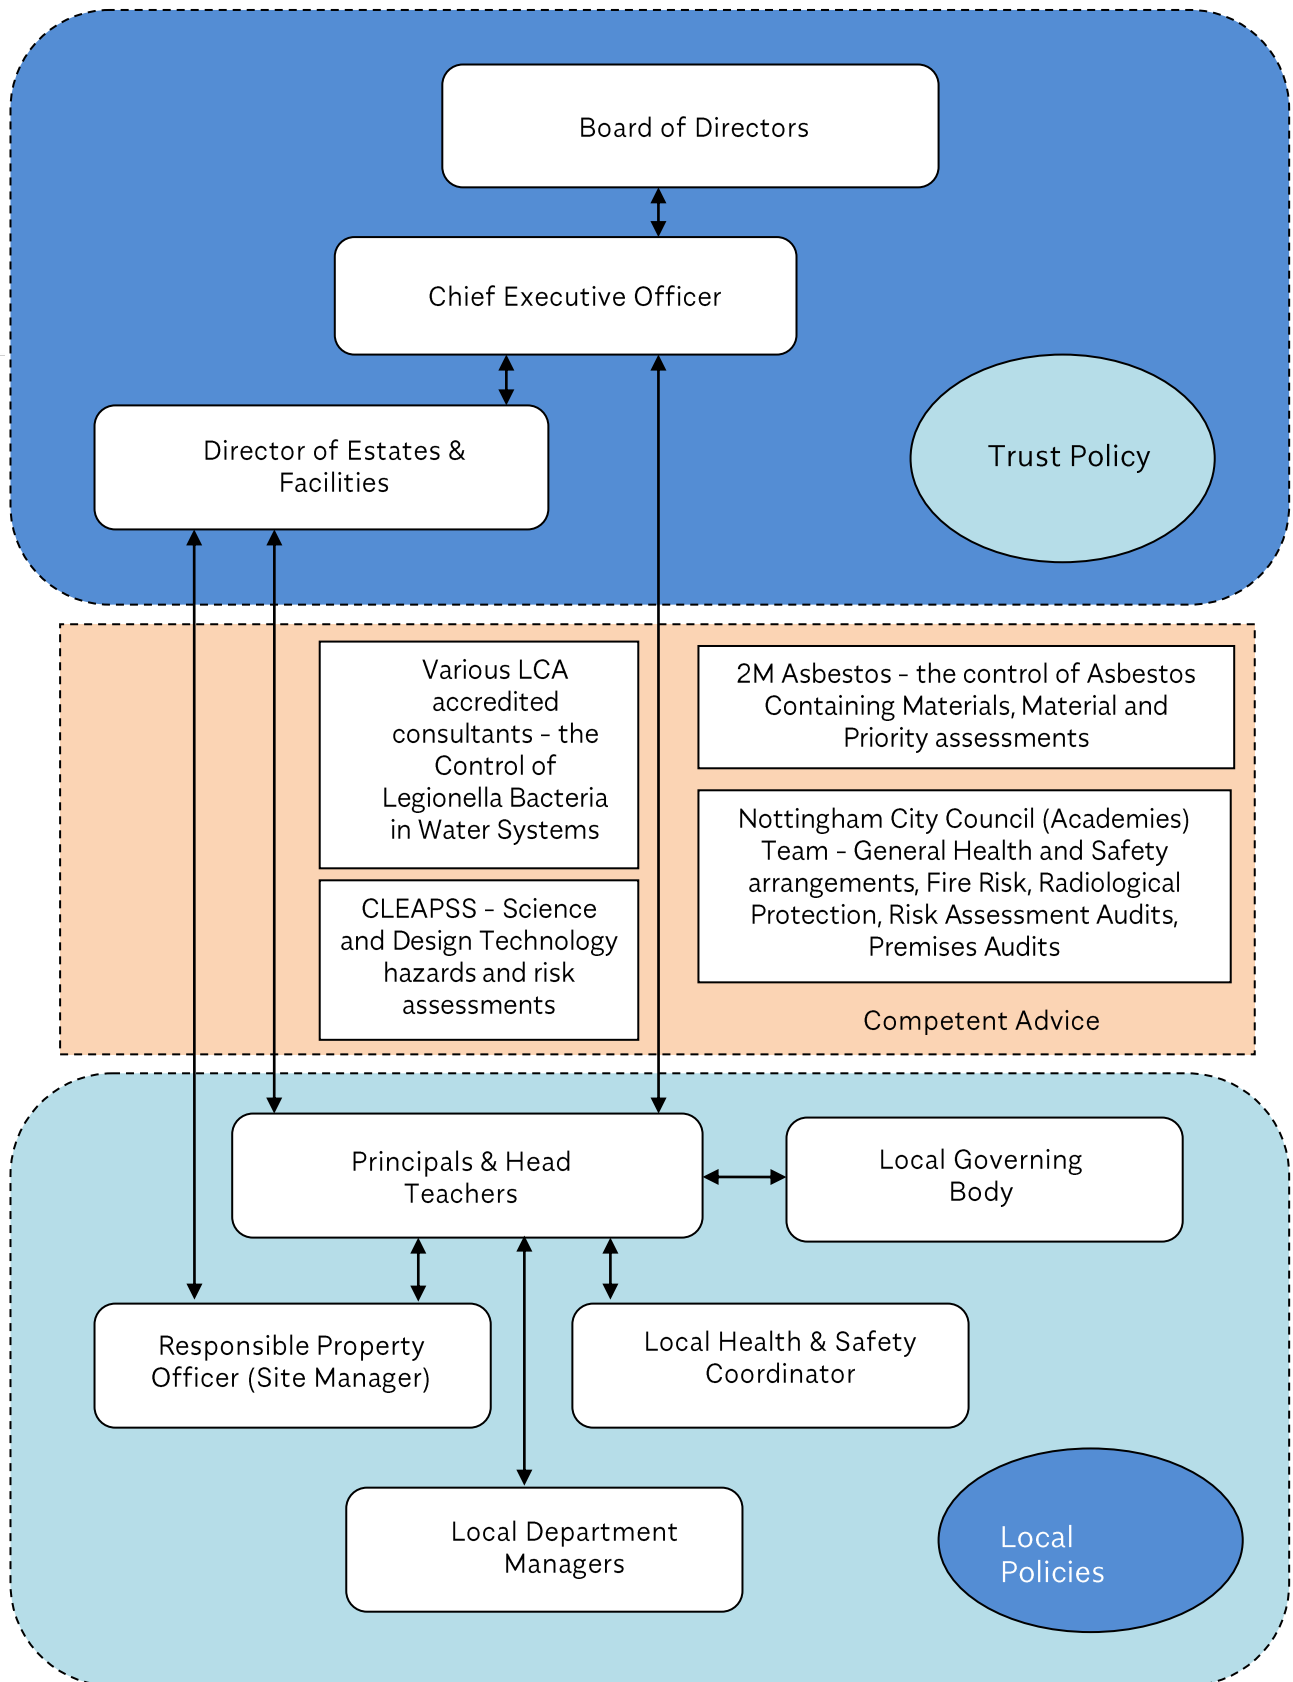 Board of Directors
Chief Executive Officer
Director of Estates &
Facilities
Trust Policy
Various LCA
accredited
consultants - the
Control of
Legionella Bacteria
in Water Systems
2M Asbestos - the control of Asbestos
Containing Materials, Material and
Priority assessments
CLEAPSS - Science
and Design Technology
hazards and risk
assessments
Nottingham City Council (Academies)
Team - General Health and Safety
arrangements, Fire Risk, Radiological
Protection, Risk Assessment Audits,
Premises Audits
Competent Advice
Principals & Head
Teachers
Local Governing
Body
Responsible Property
Officer (Site Manager)
Local Health & Safety
Coordinator
Local Department
Managers
Local
Policies